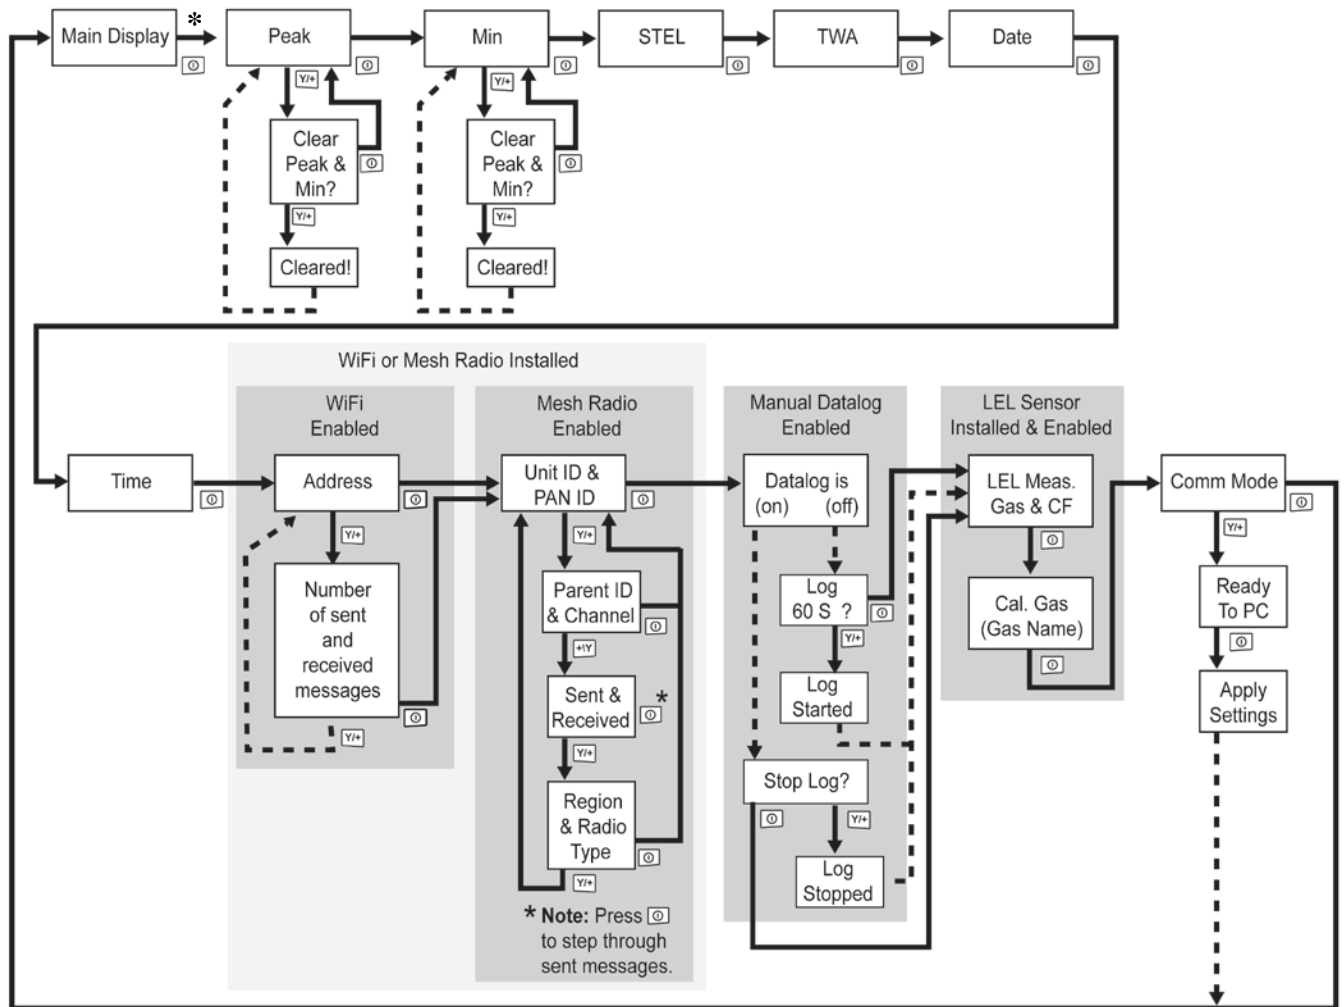 Main Display
*
Peak
Min
STEL
TWA
Date
Y/+
Y/+
Clear
Peak &
Min?
Clear
Peak &
Min?
Y/+
Y/+
Cleared!
Cleared!
WiFi or Mesh Radio Installed
WiFi
Enabled
Mesh Radio
Enabled
Manual Datalog
Enabled
LEL Sensor
Installed & Enabled
Time
Address
Unit ID &
PAN ID
Datalog is
(on) (off)
LEL Meas.
Gas & CF
Comm Mode
Y/+
Y/+
Y/+
Number
of sent
and
received
messages
Y/+
Parent ID
& Channel
+\Y
Sent &
Received
*
Y/+
Region
& Radio
Type
Y/+
* Note: Press
to step through
sent messages.
Log
60 S ?
Y/+
Log
Started
Stop Log?
Y/+
Log
Stopped
Cal. Gas
(Gas Name)
Ready
To PC
Apply
Settings